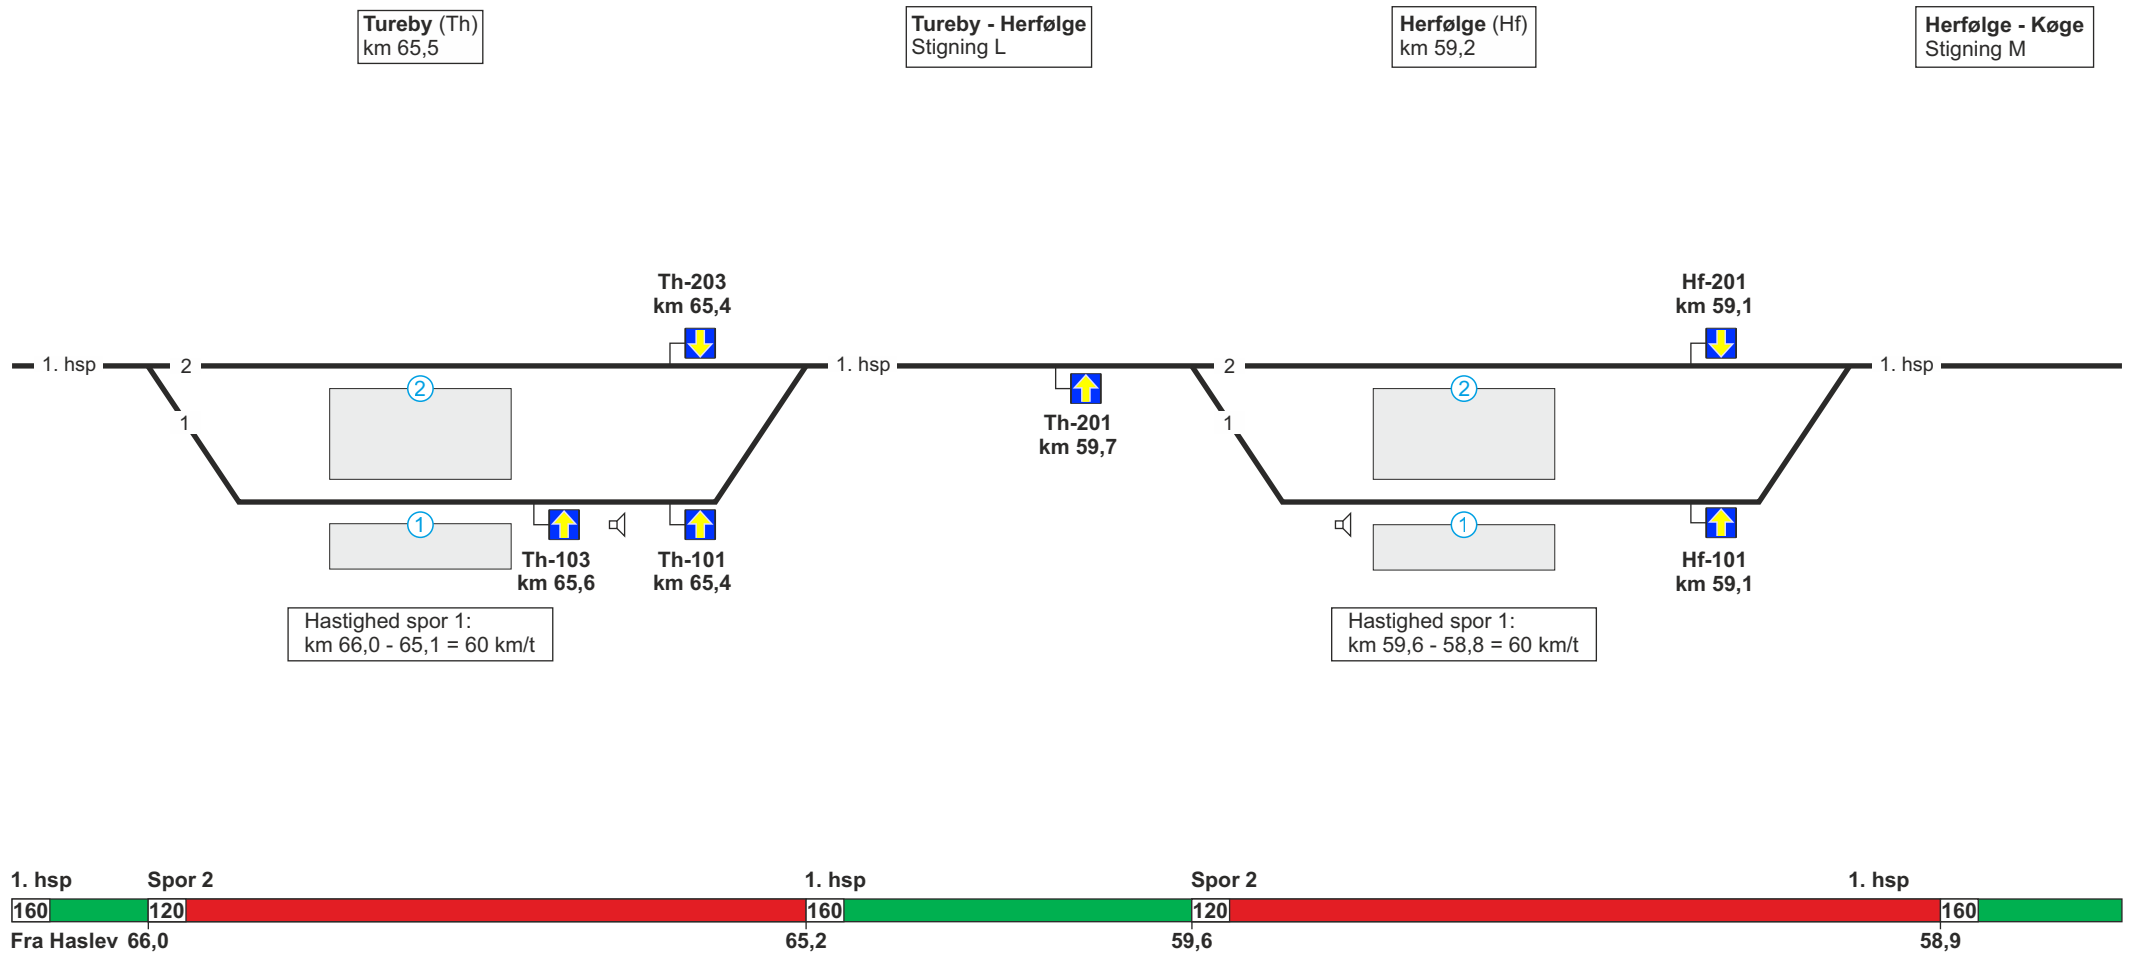 Tureby (Th)
km 65,5
Tureby - Herfølge
Stigning L
Herfølge (Hf)
km 59,2
Herfølge - Køge
Stigning M
Th-203
km 65,4
Hf-201
km 59,1
1. hsp
2
1. hsp
2
1. hsp
2
2
1
1
Th-201
km 59,7
1
1
Th-103
km 65,6
Th-101
km 65,4
Hf-101
km 59,1
Hastighed spor 1:
km 66,0 - 65,1 = 60 km/t
Hastighed spor 1:
km 59,6 - 58,8 = 60 km/t
1. hsp
Spor 2
1. hsp
Spor 2
1. hsp
160
120
160
120
160
Fra Haslev 66,0
65,2
59,6
58,9